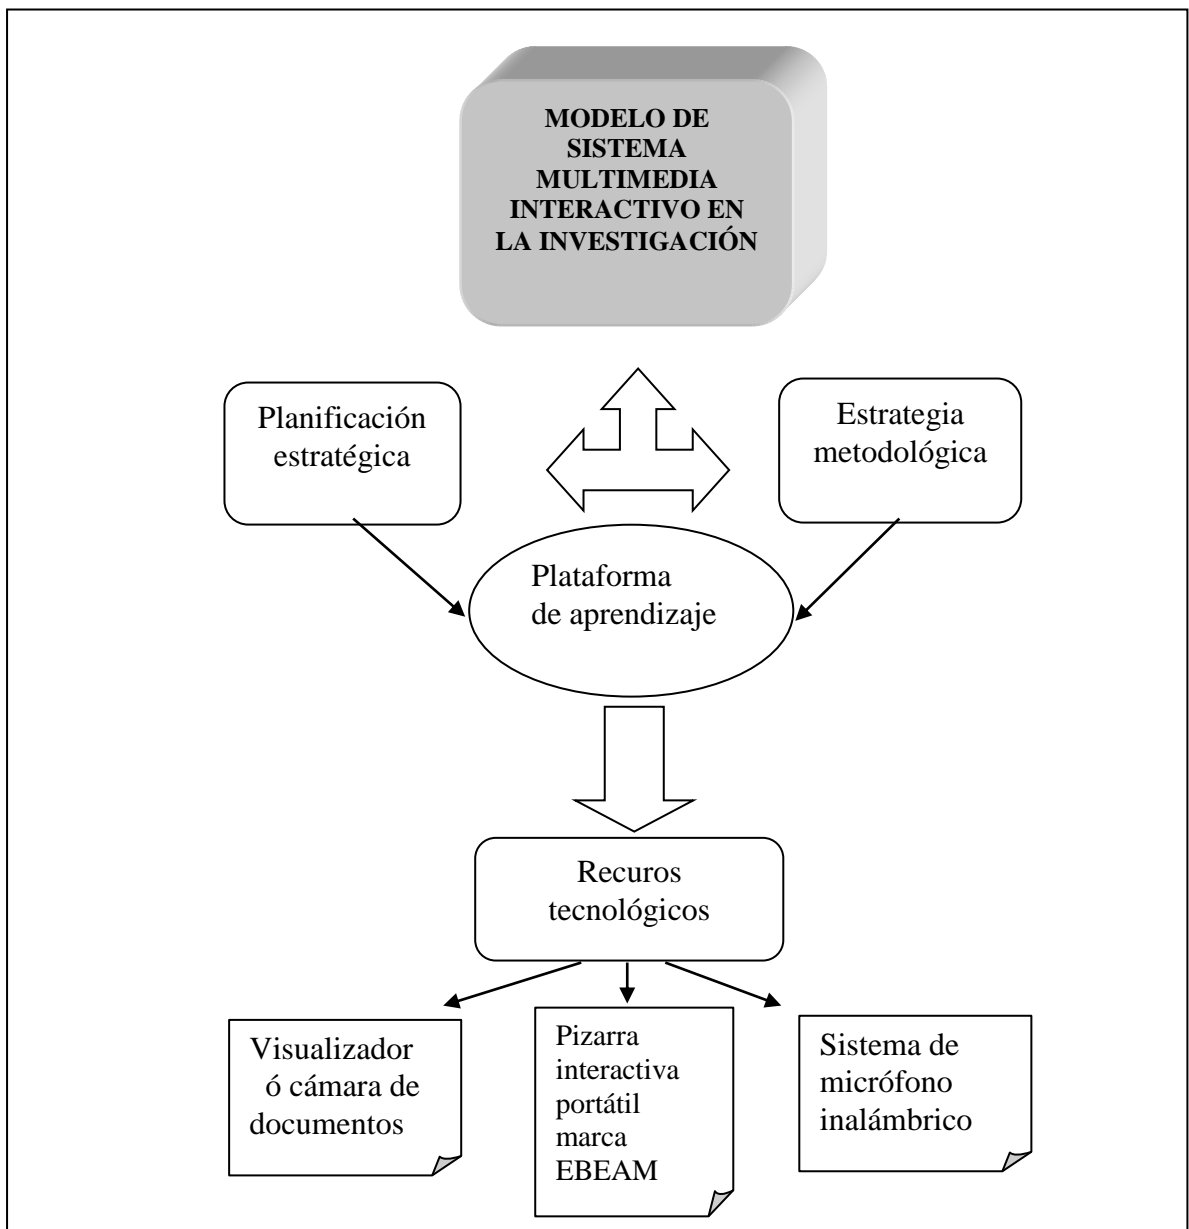 MODELO DE
SISTEMA
MULTIMEDIA
INTERACTIVO EN
LA INVESTIGACIÓN
Planificación
estratégica
Estrategia
metodológica
Plataforma
de aprendizaje
Recuros
tecnológicos
Visualizador
ó cámara de
documentos
Pizarra
interactiva
portátil
marca
EBEAM
Sistema de
micrófono
inalámbrico